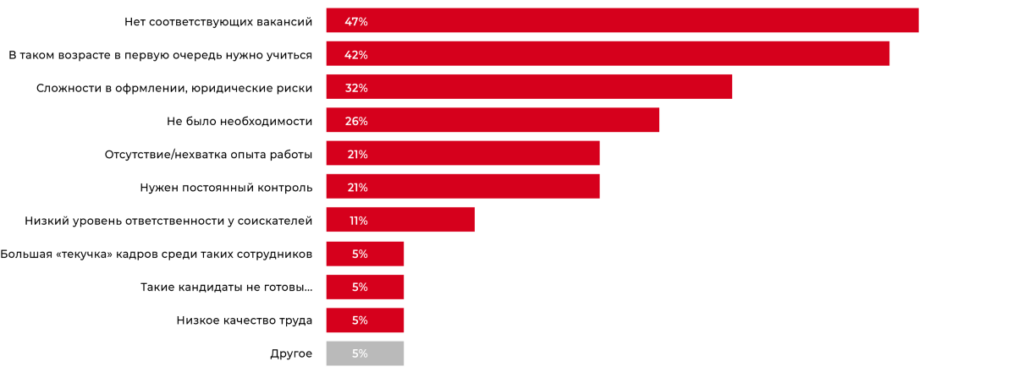 Нет соответствующих вакансий 47%
В таком возрасте в первую очередь нужно учиться 42%
Сложности в офрмлении, юридические риски 32%
Не было необходимости 26%
Отсутствие/нехватка опыта работы 21%
Нужен постоянный контроль 21%
Низкий уровень ответственности у соискателей 11%
Большая «текучка» кадров среди таких сотрудников 5%
Такие кандидаты не готовы... 5%
Низкое качество труда 5%
Другое 5%